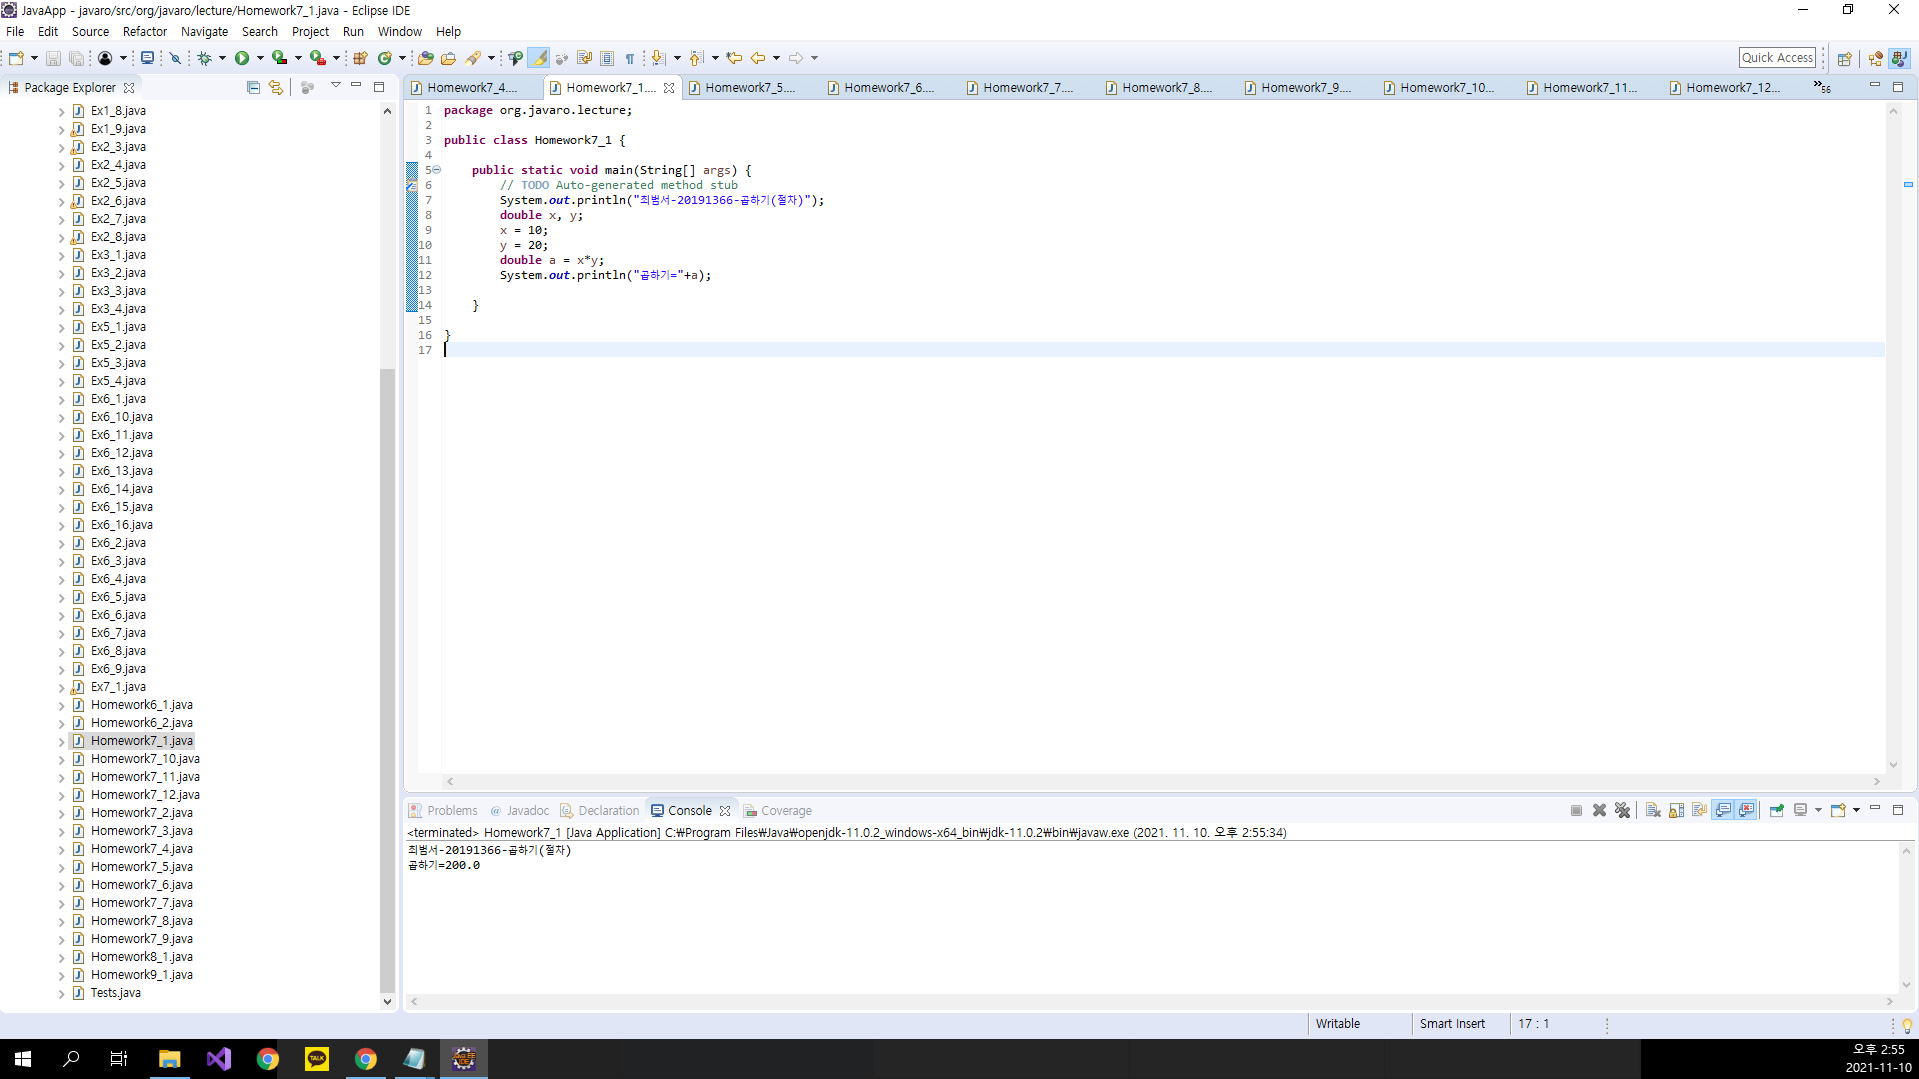 JavaApp - javaro/src/org/javaro/lecture/Homework7_1.java - Eclipse IDE
File Edit Source Refactor Navigate Search Project Run Window Help
Quick Access
Package Explorer
Ex1_8.java
Ex1_9.java
Ex2_3.java
Ex2_4.java
Ex2_5.java
Ex2_6.java
Ex2_7.java
Ex2_8.java
Ex3_1.java
Ex3_2.java
Ex3_3.java
Ex3_4.java
Ex5_1.java
Ex5_2.java
Ex5_3.java
Ex5_4.java
Ex6_1.java
Ex6_10.java
Ex6_11.java
Ex6_12.java
Ex6_13.java
Ex6_14.java
Ex6_15.java
Ex6_16.java
Ex6_2.java
Ex6_3.java
Ex6_4.java
Ex6_5.java
Ex6_6.java
Ex6_7.java
Ex6_8.java
Ex6_9.java
Ex7_1.java
Homework6_1.java
Homework6_2.java
Homework7_1.java
Homework7_10.java
Homework7_11.java
Homework7_12.java
Homework7_2.java
Homework7_3.java
Homework7_4.java
Homework7_5.java
Homework7_6.java
Homework7_7.java
Homework7_8.java
Homework7_9.java
Homework8_1.java
Homework9_1.java
Tests.java
Homework7_4.... Homework7_1.... Homework7_5.... Homework7_6.... Homework7_7.... Homework7_8.... Homework7_9.... Homework7_10... Homework7_11... Homework7_12... »56
1 package org.javaro.lecture;
2
3 public class Homework7_1 {
4
5 public static void main(String[] args) {
6 // TODO Auto-generated method stub
7 System.out.println("최범서-20191366-곱하기(절차)");
8 double x, y;
9 x = 10;
10 y = 20;
11 double a = x*y;
12 System.out.println("곱하기="+a);
13
14 }
15
16 }
17
Problems @ Javadoc Declaration Console Coverage
<terminated> Homework7_1 [Java Application] C:₩Program Files₩Java₩openjdk-11.0.2_windows-x64_bin₩jdk-11.0.2₩bin₩javaw.exe (2021. 11. 10. 오후 2:55:34)
최범서-20191366-곱하기(절차)
곱하기=200.0
Writable Smart Insert 17 : 1
TALK
오후 2:55
2021-11-10